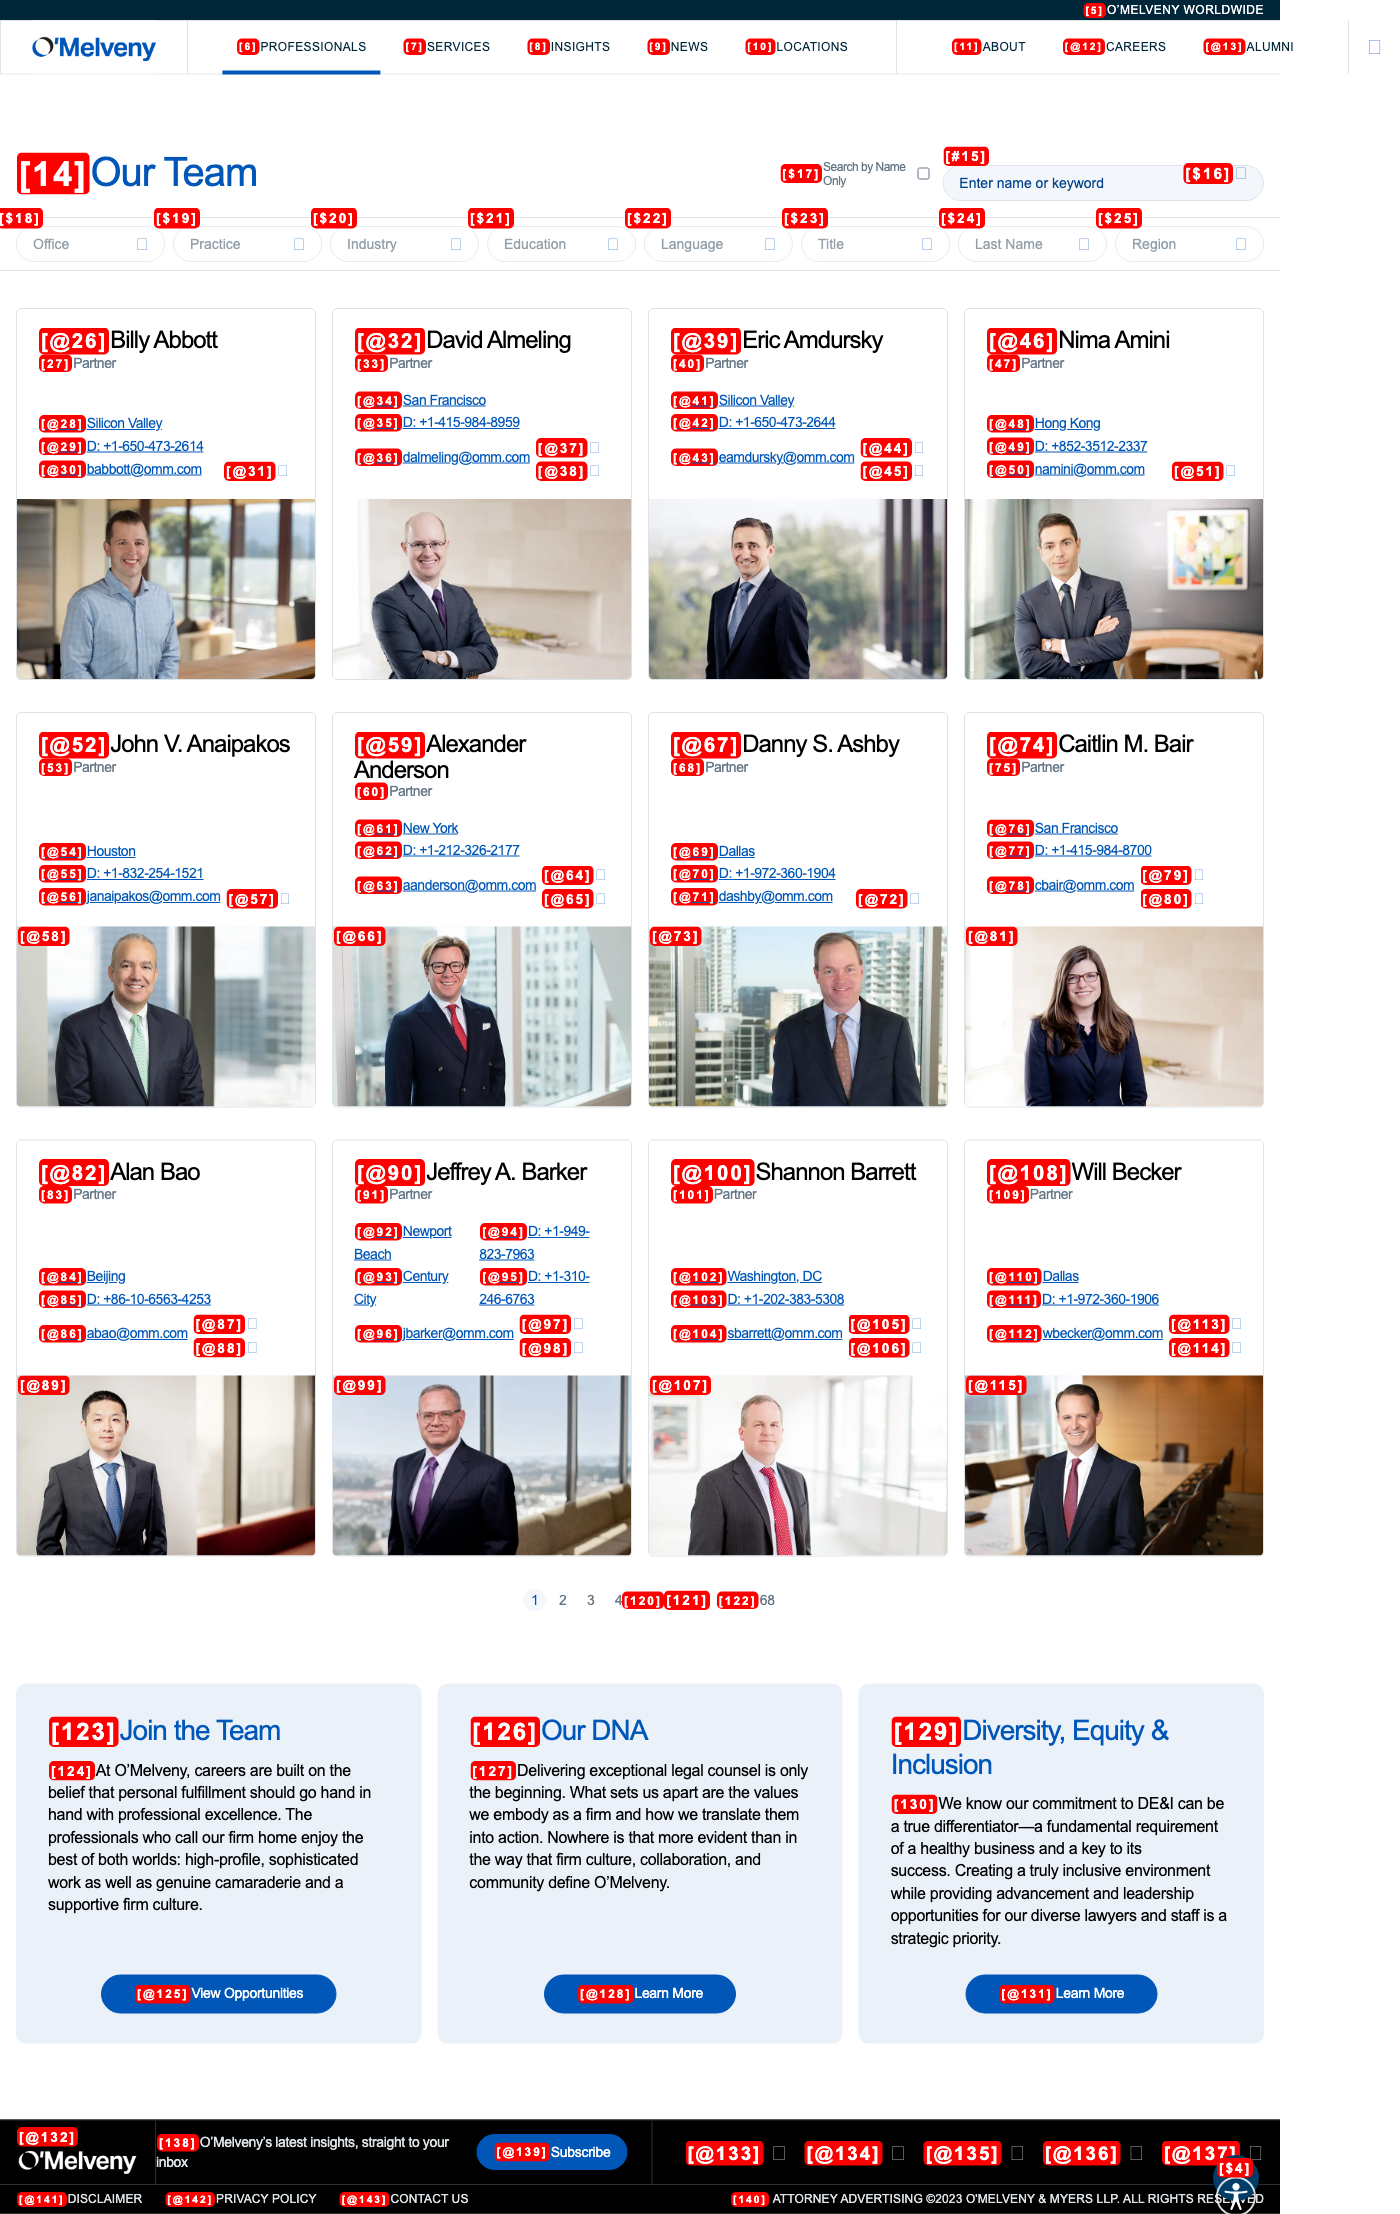 [5] O'MELVENY WORLDWIDE
O'Melveny
[6] PROFESSIONALS
[7] SERVICES
[8] INSIGHTS
[9] NEWS
[10] LOCATIONS
[11] ABOUT
[@12] CAREERS
[@13] ALUMNI
[14] Our Team
[$17] Search by Name Only
[#15]
Enter name or keyword
[$16]
[$18] [$19] [$20] [$21] [$22] [$23] [$24] [$25]
Office Practice Industry Education Language Title Last Name Region
[@26] Billy Abbott
[27] Partner
[@28] Silicon Valley
[@29] D: +1-650-473-2614
[@30] babbott@omm.com [@31]
[@32] David Almeling
[33] Partner
[@34] San Francisco
[@35] D: +1-415-984-8959
[@36] dalmeling@omm.com [@37]
[@38]
[@39] Eric Amdursky
[40] Partner
[@41] Silicon Valley
[@42] D: +1-650-473-2644
[@43] eamdursky@omm.com [@44]
[@45]
[@46] Nima Amini
[47] Partner
[@48] Hong Kong
[@49] D: +852-3512-2337
[@50] namini@omm.com [@51]
[@52] John V. Anaipakos
[53] Partner
[@54] Houston
[@55] D: +1-832-254-1521
[@56] janaipakos@omm.com [@57]
[@58]
[@59] Alexander
Anderson
[60] Partner
[@61] New York
[@62] D: +1-212-326-2177
[@63] aanderson@omm.com [@64]
[@65]
[@66]
[@67] Danny S. Ashby
[68] Partner
[@69] Dallas
[@70] D: +1-972-360-1904
[@71] dashby@omm.com [@72]
[@73]
[@74] Caitlin M. Bair
[75] Partner
[@76] San Francisco
[@77] D: +1-415-984-8700
[@78] cbair@omm.com [@79]
[@80]
[@81]
[@82] Alan Bao
[83] Partner
[@84] Beijing
[@85] D: +86-10-6563-4253
[@86] abao@omm.com [@87]
[@88]
[@89]
[@90] Jeffrey A. Barker
[91] Partner
[@92] Newport Beach [@94] D: +1-949-823-7963
[@93] Century City [@95] D: +1-310-246-6763
[@96] jbarker@omm.com [@97]
[@98]
[@99]
[@100] Shannon Barrett
[101] Partner
[@102] Washington, DC
[@103] D: +1-202-383-5308
[@104] sbarrett@omm.com [@105]
[@106]
[@107]
[@108] Will Becker
[109] Partner
[@110] Dallas
[@111] D: +1-972-360-1906
[@112] wbecker@omm.com [@113]
[@114]
[@115]
1 2 3 4 [120] [121] [122] 68
[123] Join the Team
[124] At O'Melveny, careers are built on the
belief that personal fulfillment should go hand in
hand with professional excellence. The
professionals who call our firm home enjoy the
best of both worlds: high-profile, sophisticated
work as well as genuine camaraderie and a
supportive firm culture.
[@125] View Opportunities
[126] Our DNA
[127] Delivering exceptional legal counsel is only
the beginning. What sets us apart are the values
we embody as a firm and how we translate them
into action. Nowhere is that more evident than in
the way that firm culture, collaboration, and
community define O'Melveny.
[@128] Learn More
[129] Diversity, Equity &
Inclusion
[130] We know our commitment to DE&I can be
a true differentiator—a fundamental requirement
of a healthy business and a key to its
success. Creating a truly inclusive environment
while providing advancement and leadership
opportunities for our diverse lawyers and staff is a
strategic priority.
[@131] Learn More
[@132]
O'Melveny
[138] O'Melveny's latest insights, straight to your
inbox
[@139] Subscribe
[@133] [@134] [@135] [@136] [@137]
[$4]
[@141] DISCLAIMER [@142] PRIVACY POLICY [@143] CONTACT US
[140] ATTORNEY ADVERTISING ©2023 O'MELVENY & MYERS LLP. ALL RIGHTS